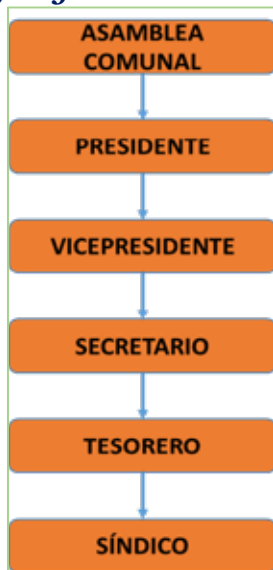 ASAMBLEA
COMUNAL
PRESIDENTE
VICEPRESIDENTE
SECRETARIO
TESORERO
SÍNDICO